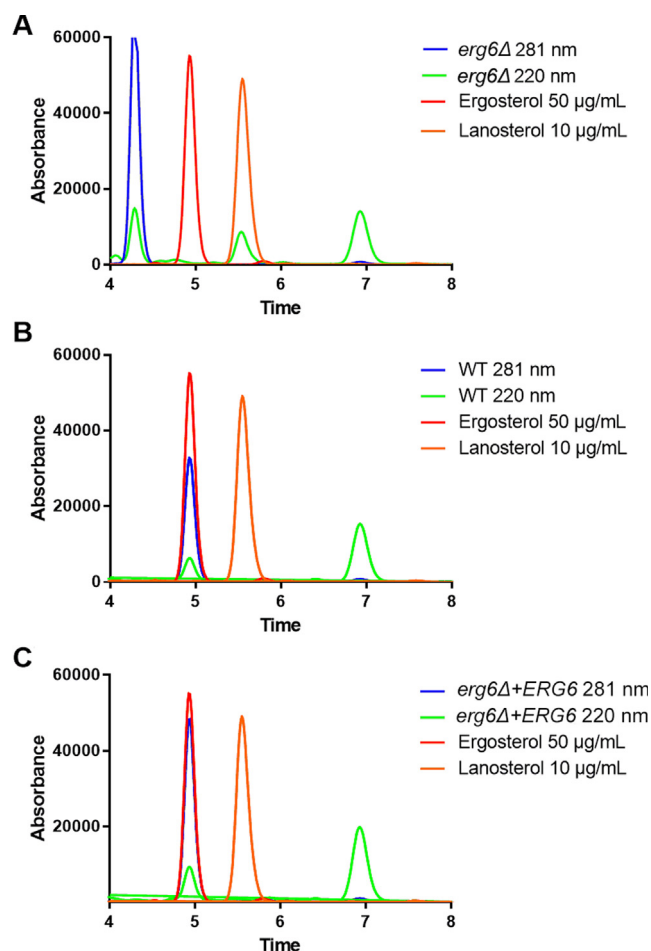 A
60000
40000
20000
0
Absorbance
4 5 6 7 8
Time
erg6Δ 281 nm
erg6Δ 220 nm
Ergosterol 50 µg/mL
Lanosterol 10 µg/mL
B
60000
40000
20000
0
Absorbance
4 5 6 7 8
Time
WT 281 nm
WT 220 nm
Ergosterol 50 µg/mL
Lanosterol 10 µg/mL
C
60000
40000
20000
Absorbance
4 5 6 7 8
Time
erg6Δ+ERG6 281 nm
erg6Δ+ERG6 220 nm
Ergosterol 50 µg/mL
Lanosterol 10 µg/mL